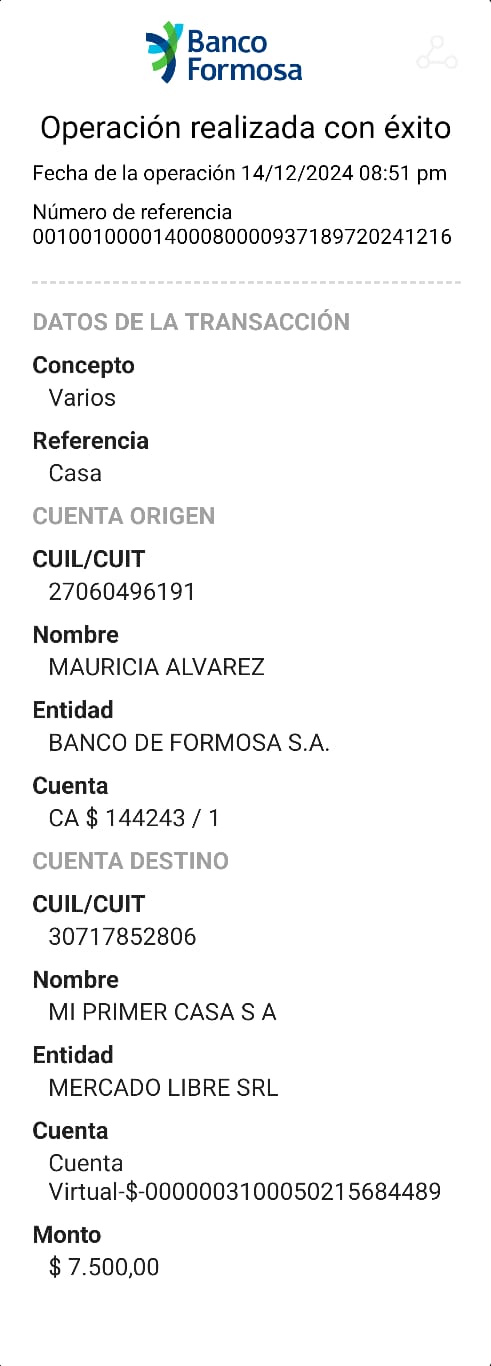 Banco
Formosa
Operación realizada con éxito
Fecha de la operación 14/12/2024 08:51 pm
Número de referencia
00100100001400080000937189720241216
DATOS DE LA TRANSACCIÓN
Concepto
Varios
Referencia
Casa
CUENTA ORIGEN
CUIL/CUIT
27060496191
Nombre
MAURICIA ALVAREZ
Entidad
BANCO DE FORMOSA S.A.
Cuenta
CA $ 144243 / 1
CUENTA DESTINO
CUIL/CUIT
30717852806
Nombre
MI PRIMER CASA S A
Entidad
MERCADO LIBRE SRL
Cuenta
Cuenta
Virtual-$-0000003100050215684489
Monto
$ 7.500,00